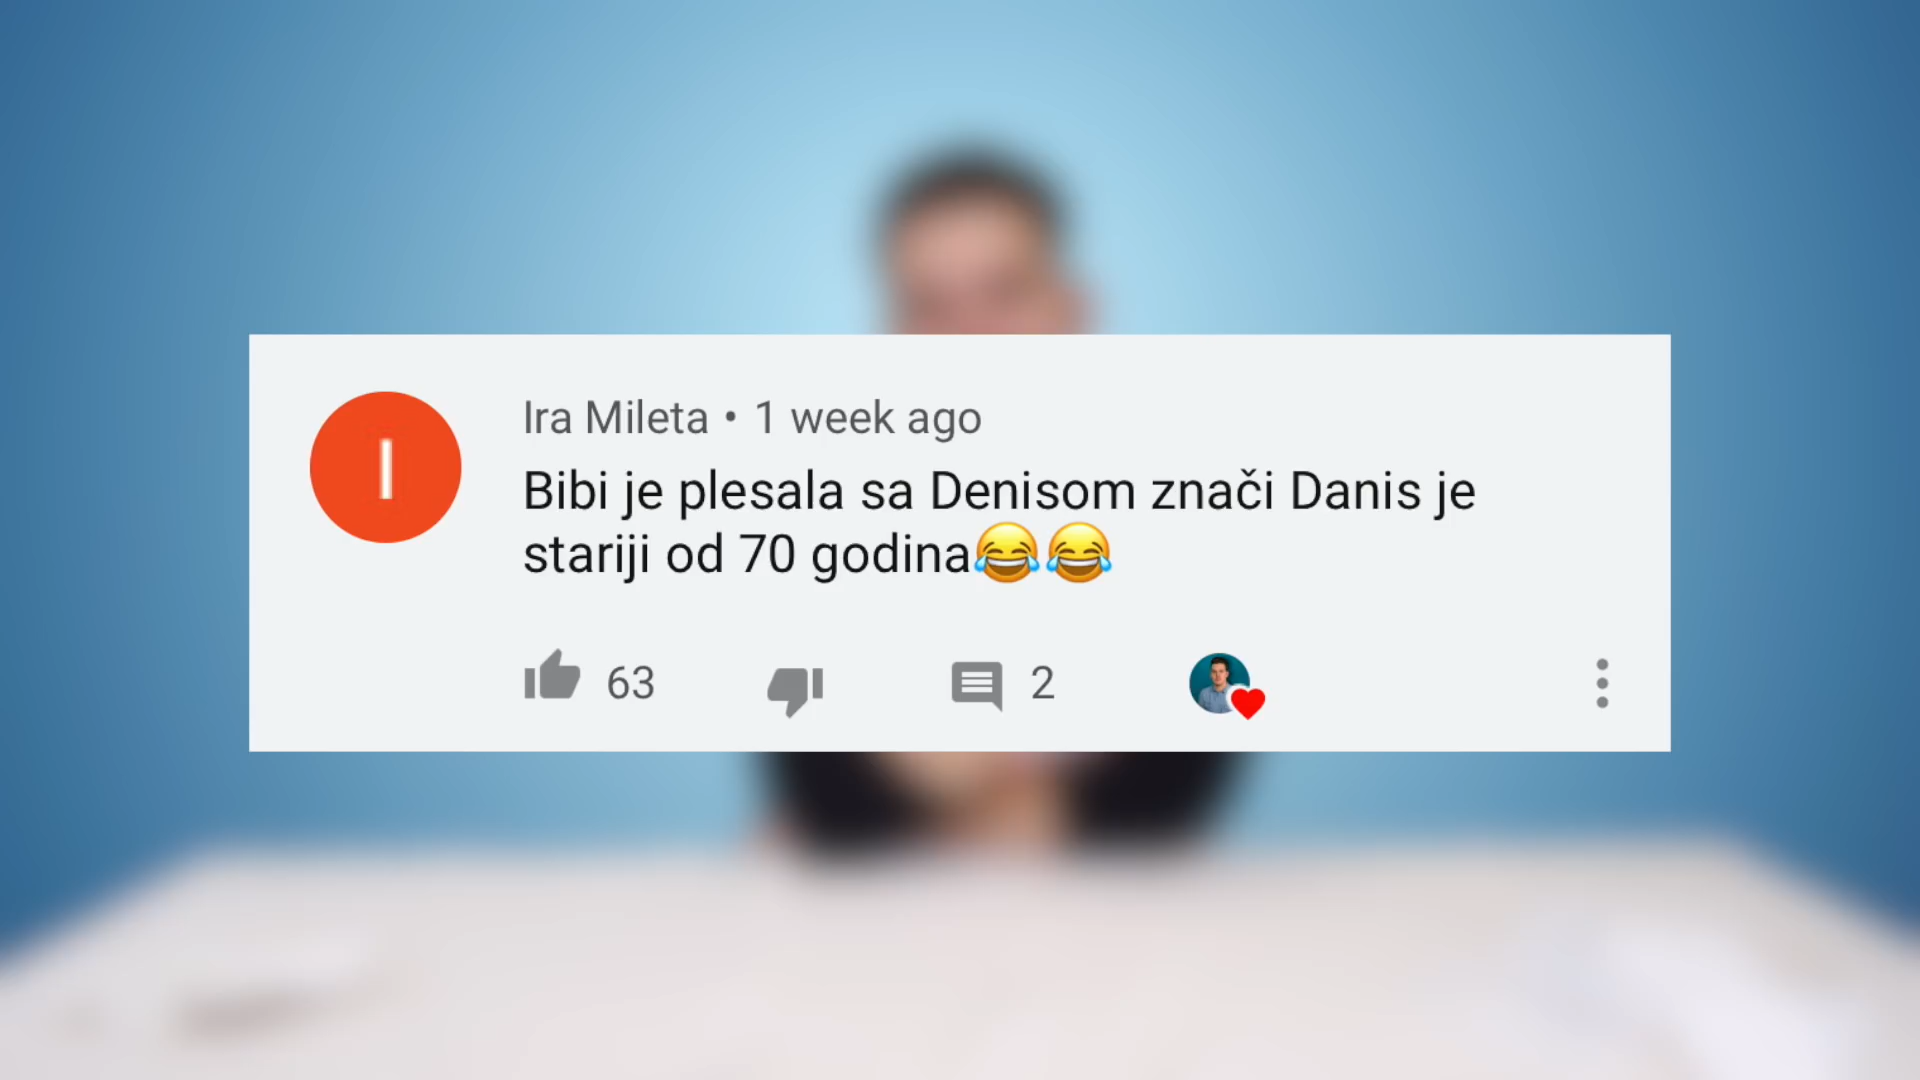 I
Ira Mileta • 1 week ago
Bibi je plesala sa Denisom znači Danis je
stariji od 70 godina😂😂
63 2